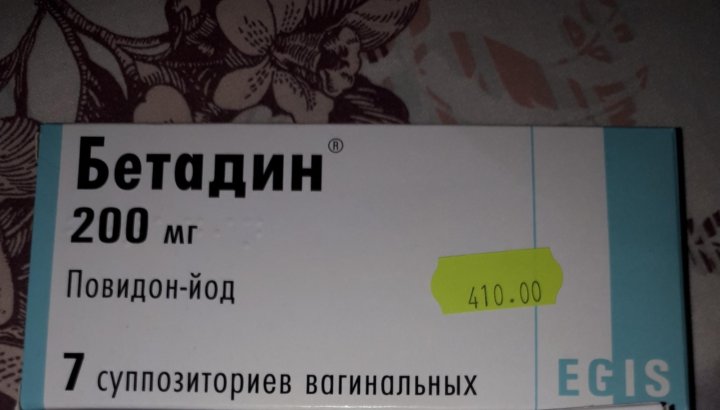 Бетадин®
200 мг
Повидон-йод
410.00
7 суппозиториев вагинальных
EGIS